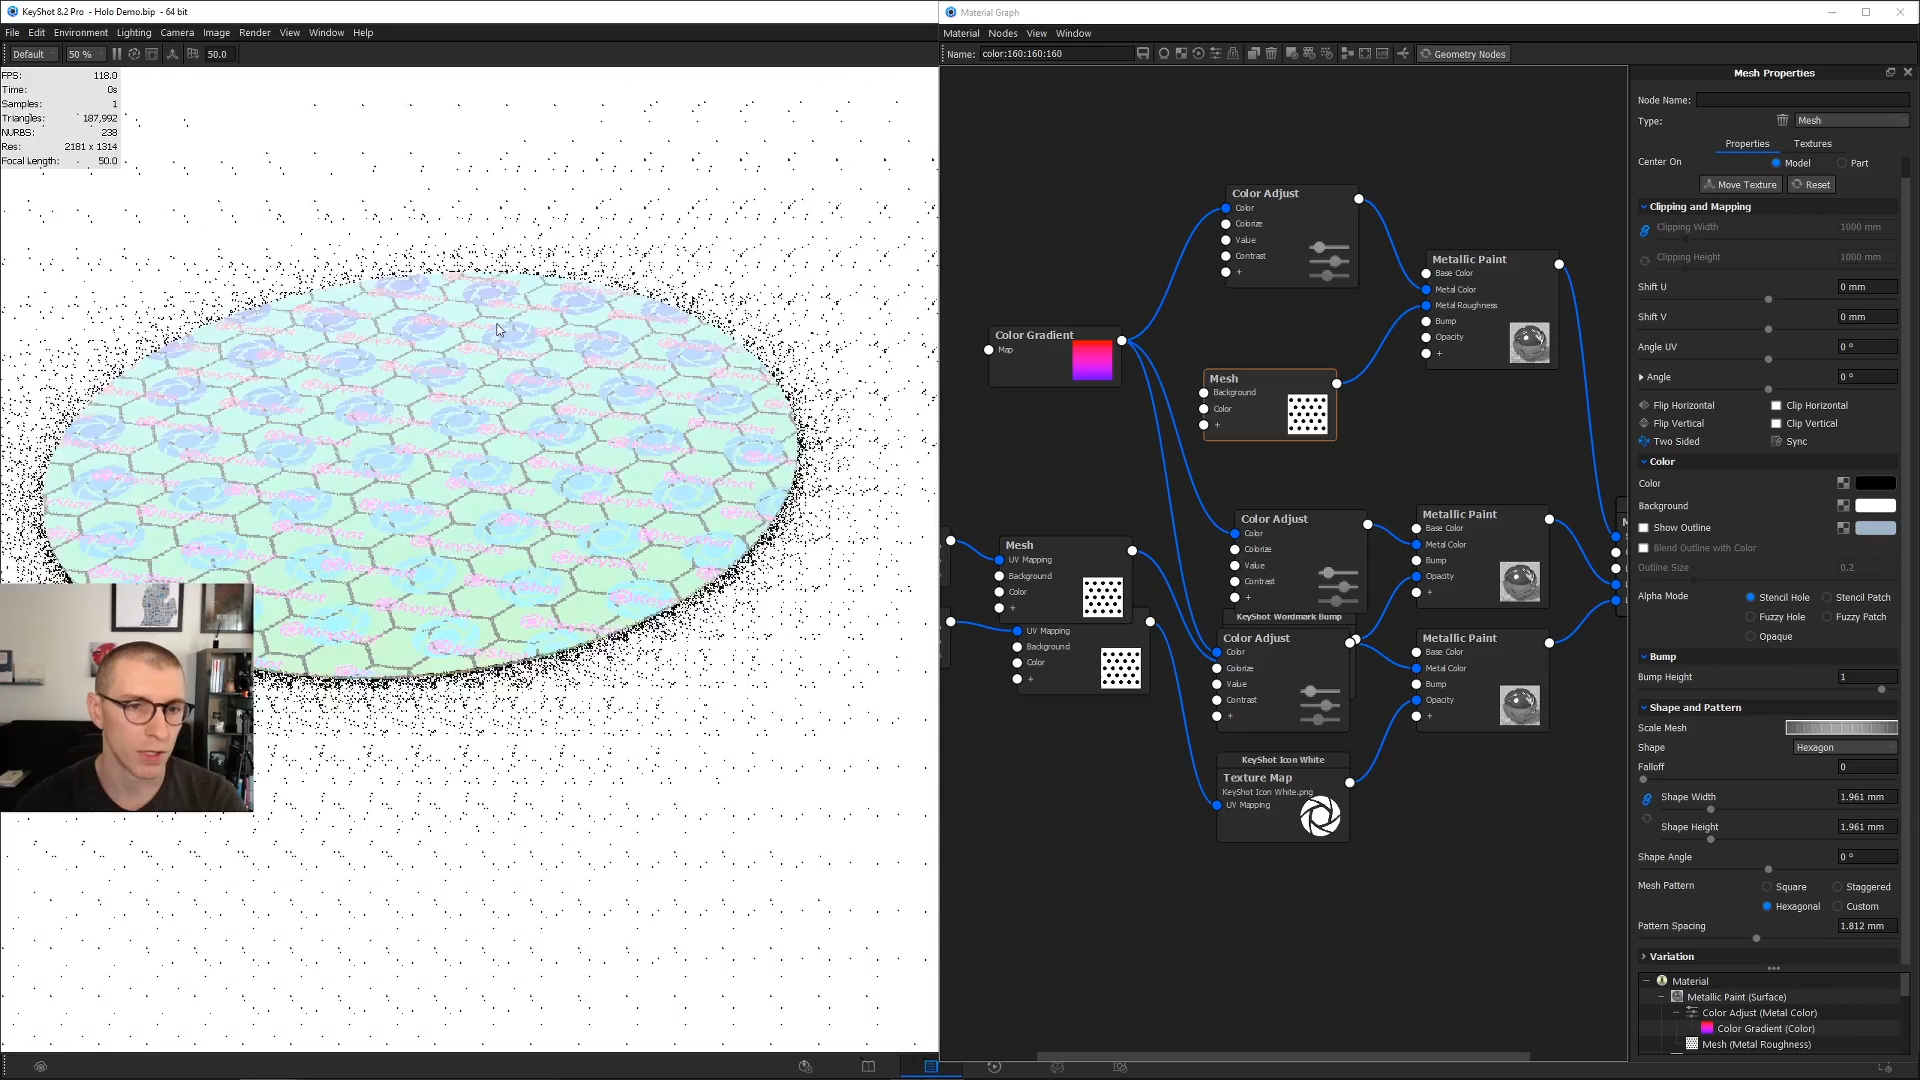 KeyShot 8.2 Pro - Holo Demo.bip - 64 bit
File Edit Environment Lighting Camera Image Render View Window Help
Default 50 % 50.0
FPS: 118.0
Time: 0s
Samples: 1
Triangles: 187,992
NURBS: 238
Res: 2181 x 1314
Focal Length: 50.0
KeyShot
Material Graph
Material Nodes View Window
Name: color:160:160:160 Geometry Nodes
Color Adjust
Color
Colorize
Value
Contrast
+
Metallic Paint
Base Color
Metal Color
Metal Roughness
Bump
Opacity
+
Color Gradient
Map
Mesh
Background
Color
+
Color Adjust
Color
Colorize
Value
Contrast
+
Metallic Paint
Base Color
Metal Color
Bump
Opacity
+
Mesh
UV Mapping
Background
Color
+
UV Mapping
Background
Color
+
KeyShot Wordmark Bump
Color Adjust
Color
Colorize
Value
Contrast
+
Metallic Paint
Base Color
Metal Color
Bump
Opacity
+
KeyShot Icon White
Texture Map
KeyShot Icon White.png
UV Mapping
Mesh Properties
Node Name:
Type: Mesh
Properties Textures
Center On Model Part
Move Texture Reset
Clipping and Mapping
Clipping Width 1000 mm
Clipping Height 1000 mm
Shift U 0 mm
Shift V 0 mm
Angle UV 0 °
Angle 0 °
Flip Horizontal Clip Horizontal
Flip Vertical Clip Vertical
Two Sided Sync
Color
Color
Background
Show Outline
Blend Outline with Color
Outline Size 0.2
Alpha Mode Stencil Hole Stencil Patch
Fuzzy Hole Fuzzy Patch
Opaque
Bump
Bump Height 1
Shape and Pattern
Scale Mesh
Shape Hexagon
Falloff 0
Shape Width 1.961 mm
Shape Height 1.961 mm
Shape Angle 0 °
Mesh Pattern Square Staggered
Hexagonal Custom
Pattern Spacing 1.812 mm
Variation
Material
Metallic Paint (Surface)
Color Adjust (Metal Color)
Color Gradient (Color)
Mesh (Metal Roughness)